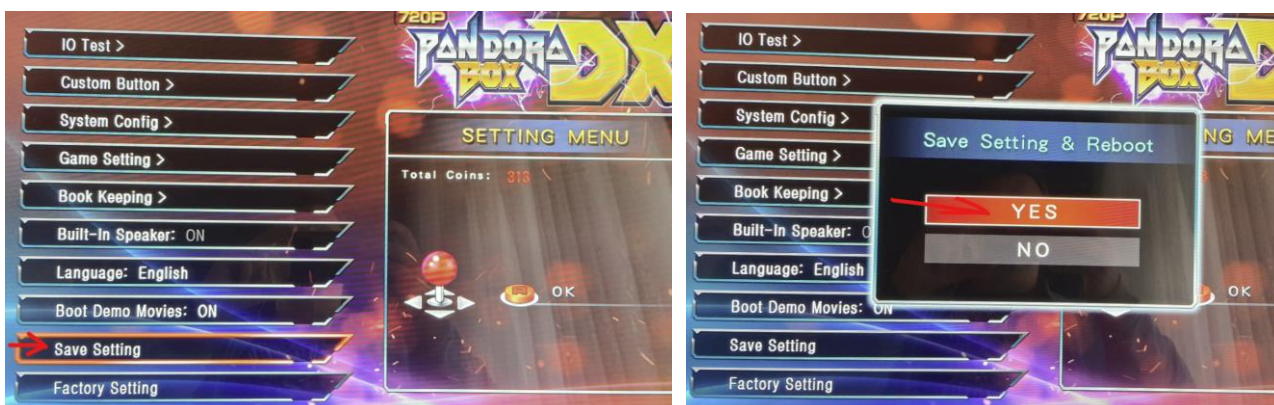 720P
PANDORA
BOX
DX
IO Test >
Custom Button >
System Config >
Game Setting >
Book Keeping >
Built-In Speaker: ON
Language: English
Boot Demo Movies: ON
Save Setting
Factory Setting
SETTING MENU
Total Coins: 313
OK
720P
PANDORA
BOX
IO Test >
Custom Button >
System Config >
Game Setting >
Book Keeping >
Built-In Speaker:
Language: English
Boot Demo Movies: ON
Save Setting
Factory Setting
Save Setting & Reboot
YES
NO
OK